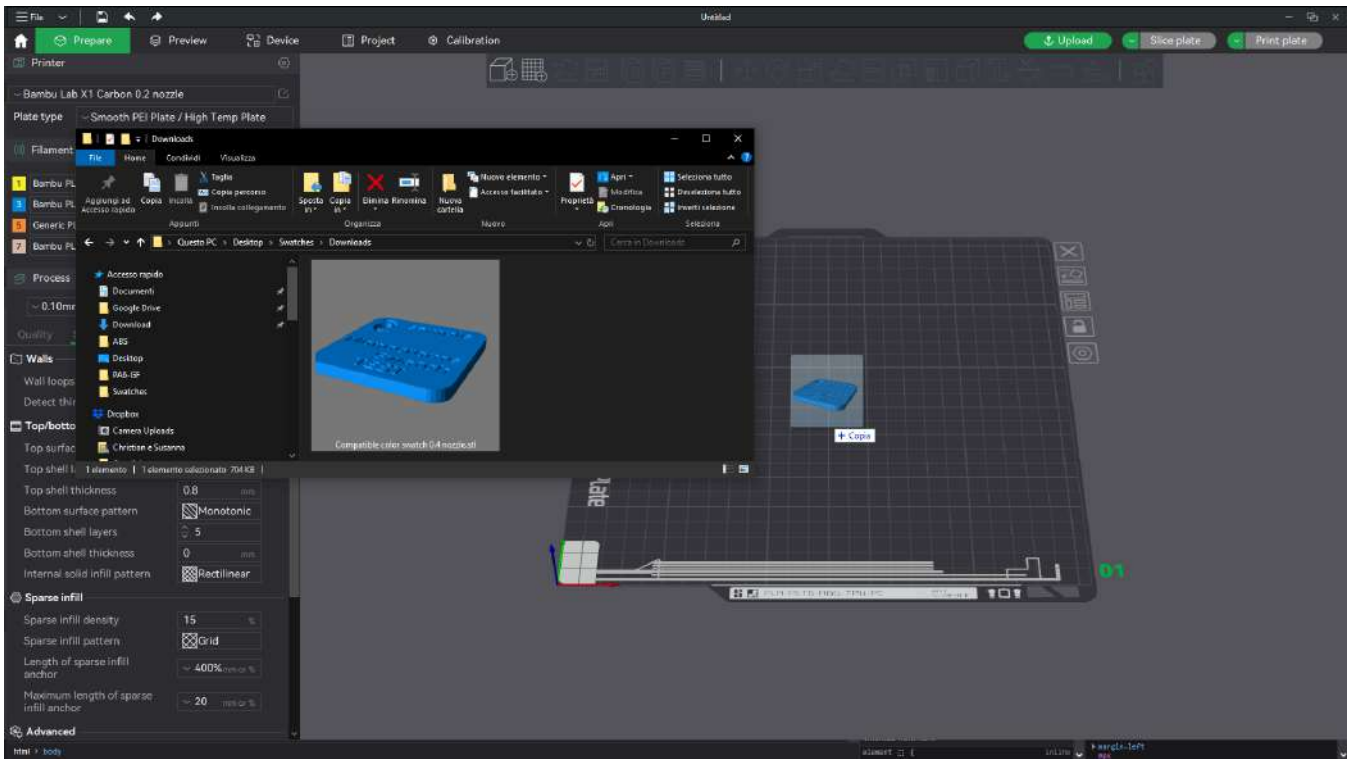 File
Untitled
Prepare
Preview
Device
Project
Calibration
Upload
Slice plate
Print plate
Printer
Bambu Lab X1 Carbon 0.2 nozzle
Plate type
Smooth PEI Plate / High Temp Plate
Downloads
Filament
File
Home
Condividi
Visualizza
Bambu PL
Bambu PL
Generic Pl
Bambu PL
Aggiungi ad Accesso rapido
Copia
Incolla
Taglia
Copia percorso
Incolla collegamento
Appunti
Sposta in
Copia in
Elimina
Rinomina
Organizza
Nuova cartella
Nuovo elemento
Accesso facilitato
Nuovo
Proprietà
Apri
Modifica
Cronologia
Apri
Seleziona tutto
Deseleziona tutto
Inverti selezione
Seleziona
Questo PC > Desktop > Swatches > Downloads
Cerca in Downloads
Process
0.10mm
Quality
Accesso rapido
Documenti
Google Drive
Download
ABS
Desktop
PA6-GF
Swatches
Dropbox
Camera Uploads
Christian e Susanna
Compatible color swatch 0.4 nozzle.stl
1 elemento
1 elemento selezionato 704 KB
+ Copia
Walls
Wall loops
Detect thin
Top/botto
Top surfac
Top shell l
Top shell thickness
0.8
mm
Bottom surface pattern
Monotonic
Bottom shell layers
5
Bottom shell thickness
0
mm
Internal solid infill pattern
Rectilinear
Sparse infill
Sparse infill density
15
%
Sparse infill pattern
Grid
Length of sparse infill
anchor
400%
mm or %
Maximum length of sparse
infill anchor
20
mm or %
Advanced
late
01
html > body
element
{
inline
margin-left